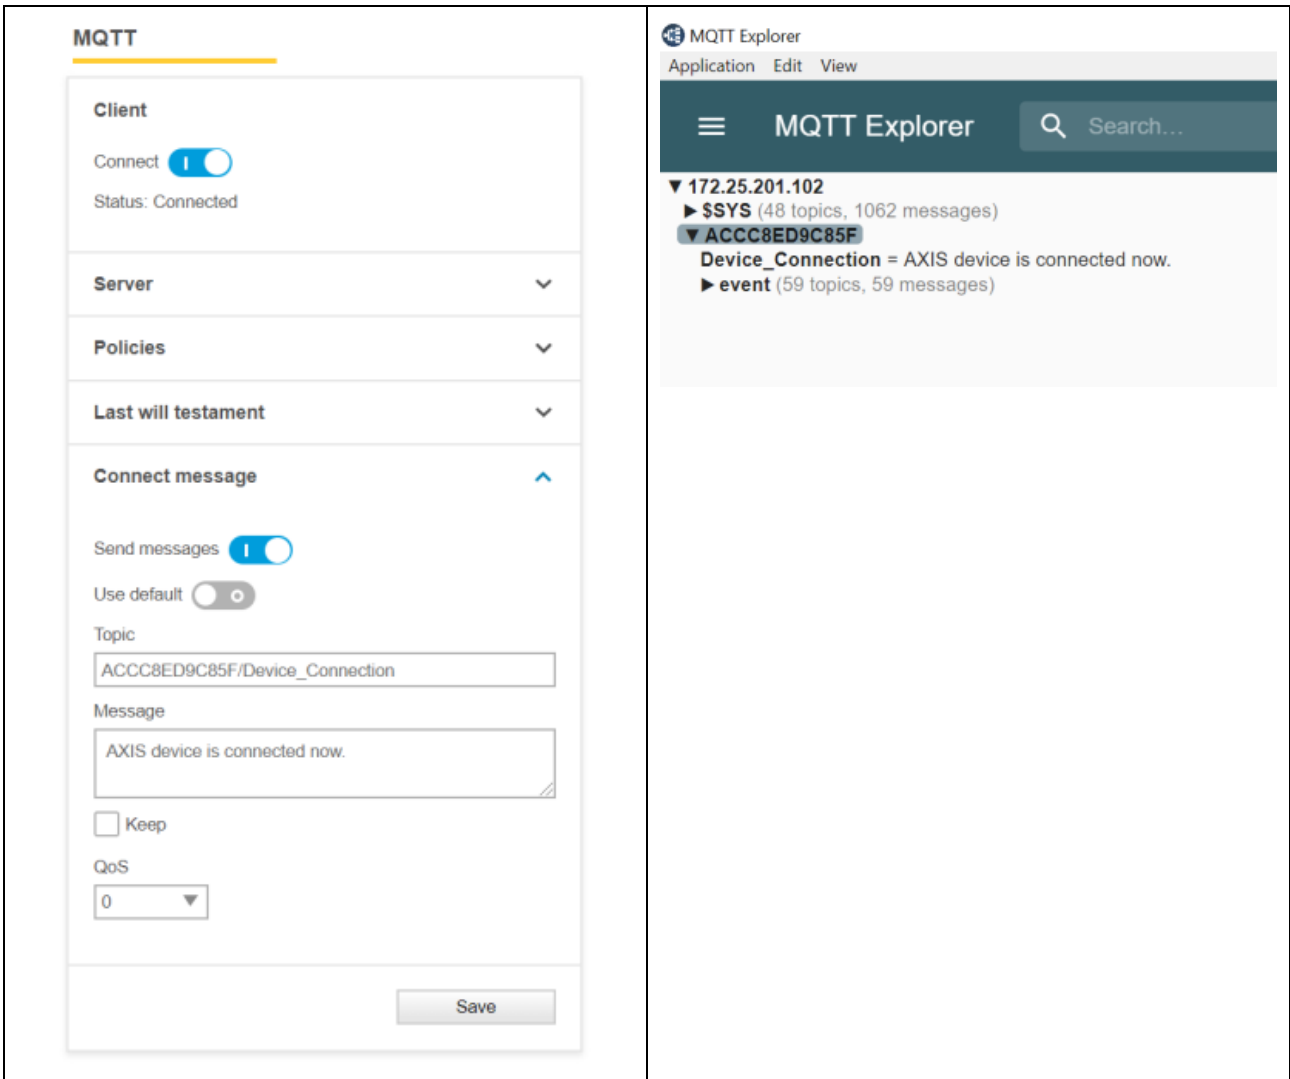 MQTT
Client
Connect
Status: Connected
Server
Policies
Last will testament
Connect message
Send messages
Use default
Topic
ACCC8ED9C85F/Device_Connection
Message
AXIS device is connected now.
Keep
QoS
0
Save
MQTT Explorer
Application Edit View
MQTT Explorer Search...
172.25.201.102
$SYS (48 topics, 1062 messages)
ACCC8ED9C85F
Device_Connection = AXIS device is connected now.
event (59 topics, 59 messages)